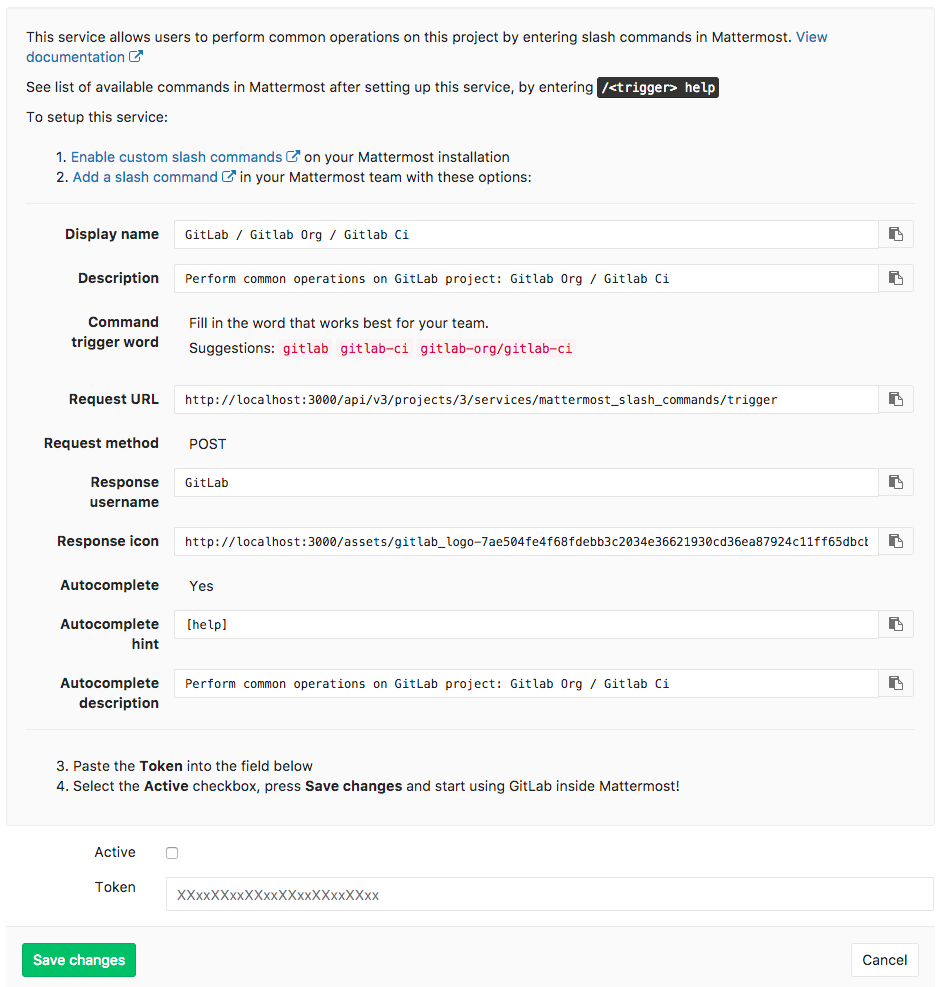 This service allows users to perform common operations on this project by entering slash commands in Mattermost. View
documentation
See list of available commands in Mattermost after setting up this service, by entering /<trigger> help
To setup this service:
1. Enable custom slash commands on your Mattermost installation
2. Add a slash command in your Mattermost team with these options:
Display name GitLab / Gitlab Org / Gitlab Ci
Description Perform common operations on GitLab project: Gitlab Org / Gitlab Ci
Command Fill in the word that works best for your team.
trigger word Suggestions: gitlab gitlab-ci gitlab-org/gitlab-ci
Request URL http://localhost:3000/api/v3/projects/3/services/mattermost_slash_commands/trigger
Request method POST
Response GitLab
username
Response icon http://localhost:3000/assets/gitlab_logo-7ae504fe4f68fdebb3c2034e36621930cd36ea87924c11ff65dbcb
Autocomplete Yes
Autocomplete [help]
hint
Autocomplete Perform common operations on GitLab project: Gitlab Org / Gitlab Ci
description
3. Paste the Token into the field below
4. Select the Active checkbox, press Save changes and start using GitLab inside Mattermost!
Active
Token XXxxXXxxXXxxXXxxXXxxXXxx
Save changes Cancel